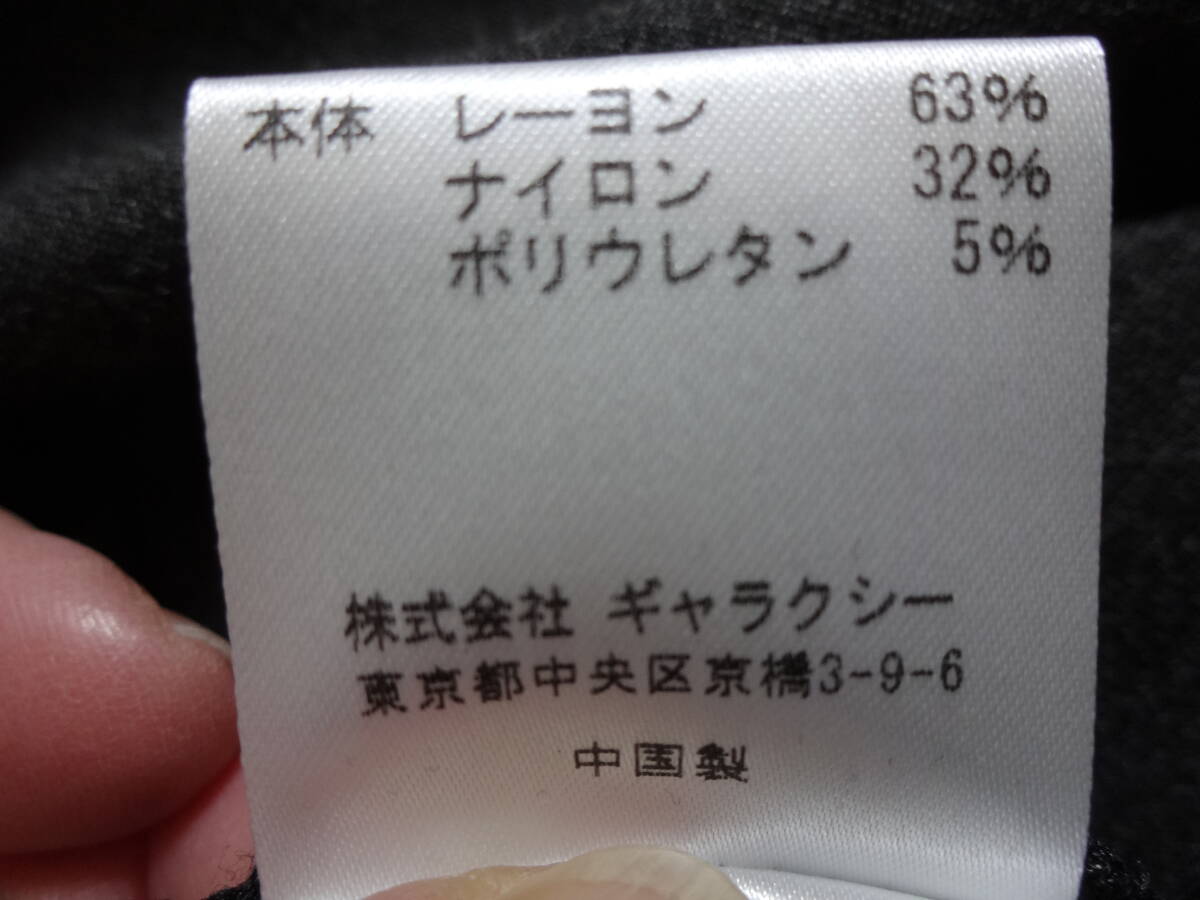 本体 レーヨン 63%
ナイロン 32%
ポリウレタン 5%
株式会社 ギャラクシー
東京都中央区京橋3-9-6
中国製